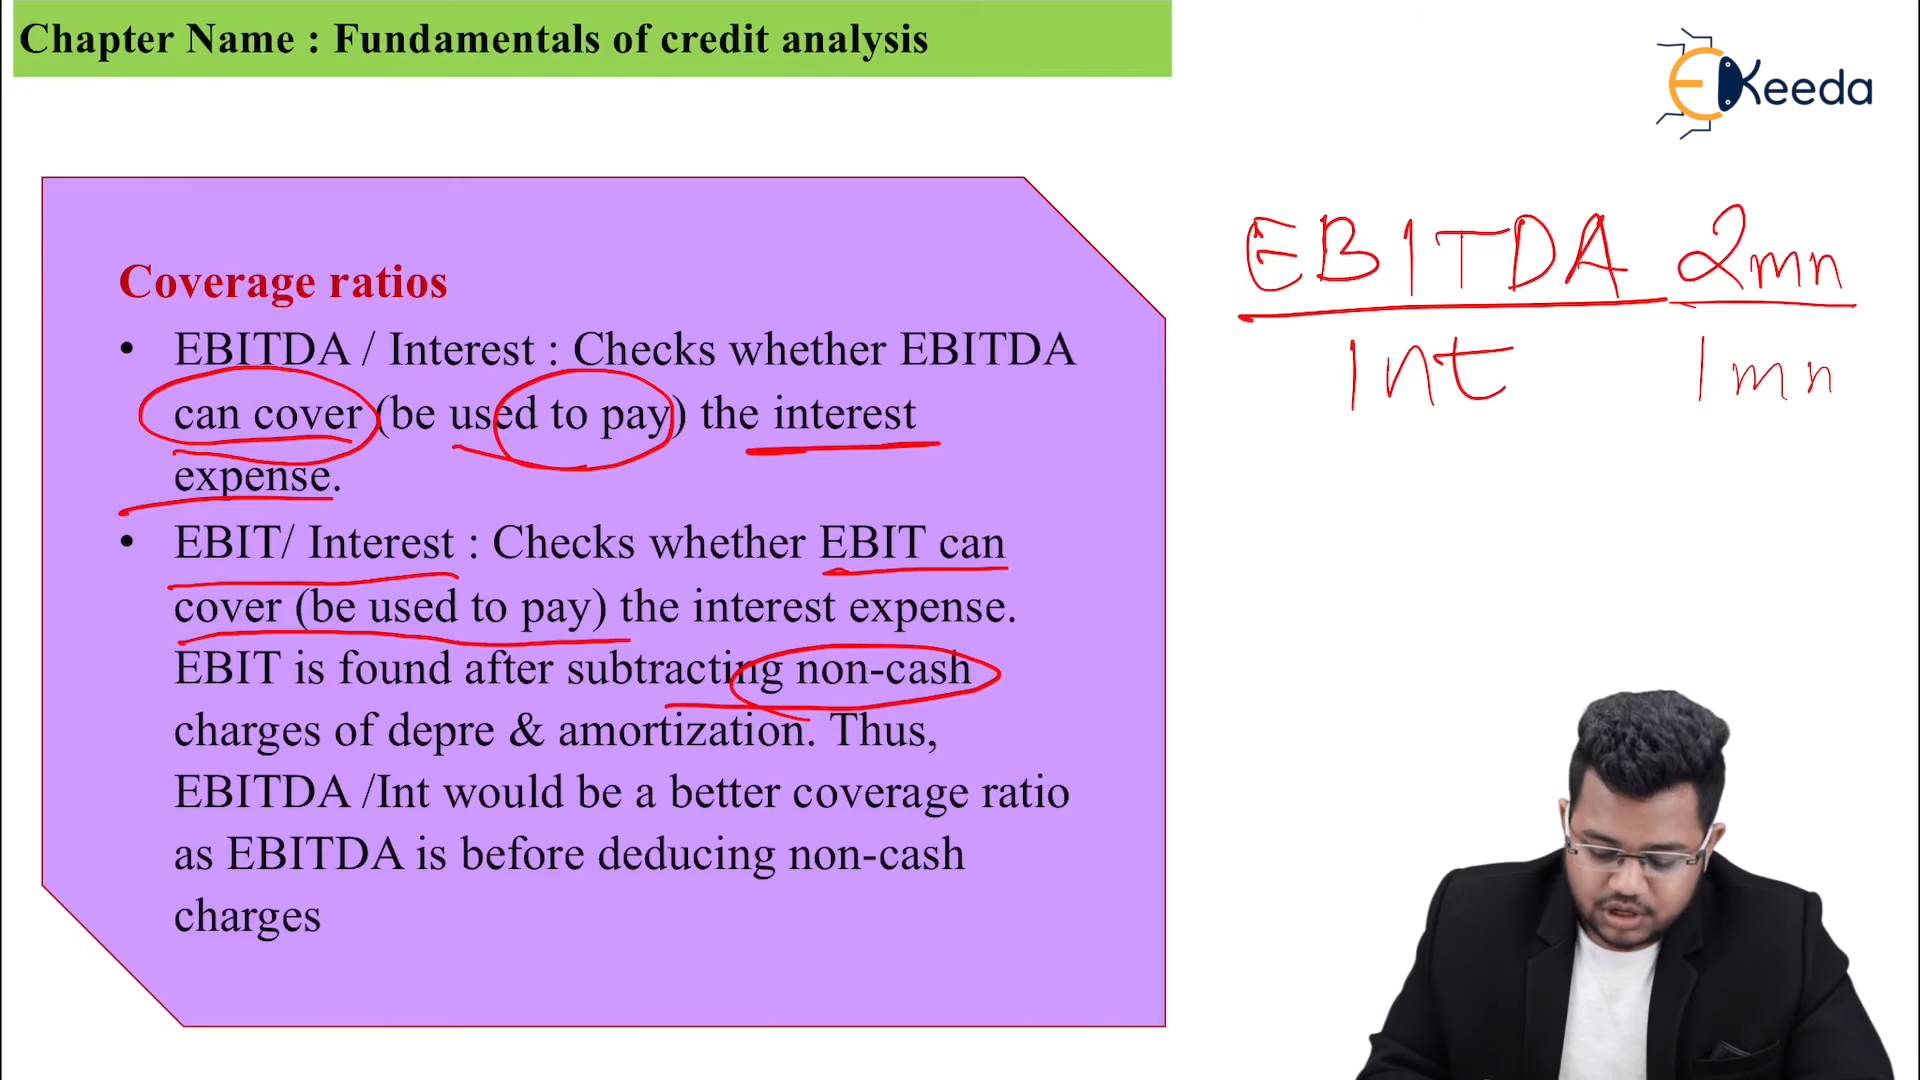 Chapter Name : Fundamentals of credit analysis
EKeeda
Coverage ratios
• EBITDA / Interest : Checks whether EBITDA
can cover (be used to pay) the interest
expense.
• EBIT/ Interest : Checks whether EBIT can
cover (be used to pay) the interest expense.
EBIT is found after subtracting non-cash
charges of depre & amortization. Thus,
EBITDA /Int would be a better coverage ratio
as EBITDA is before deducing non-cash
charges
EBITDA 2mn
Int 1mn